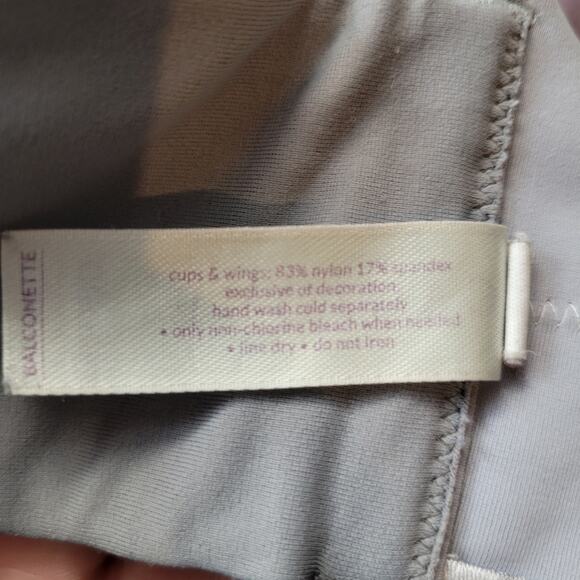 BALCONETTE
cups & wings: 83% nylon 17% spandex
exclusive of decoration
hand wash cold separately
• only non-chlorine bleach when needed
• line dry • do not iron